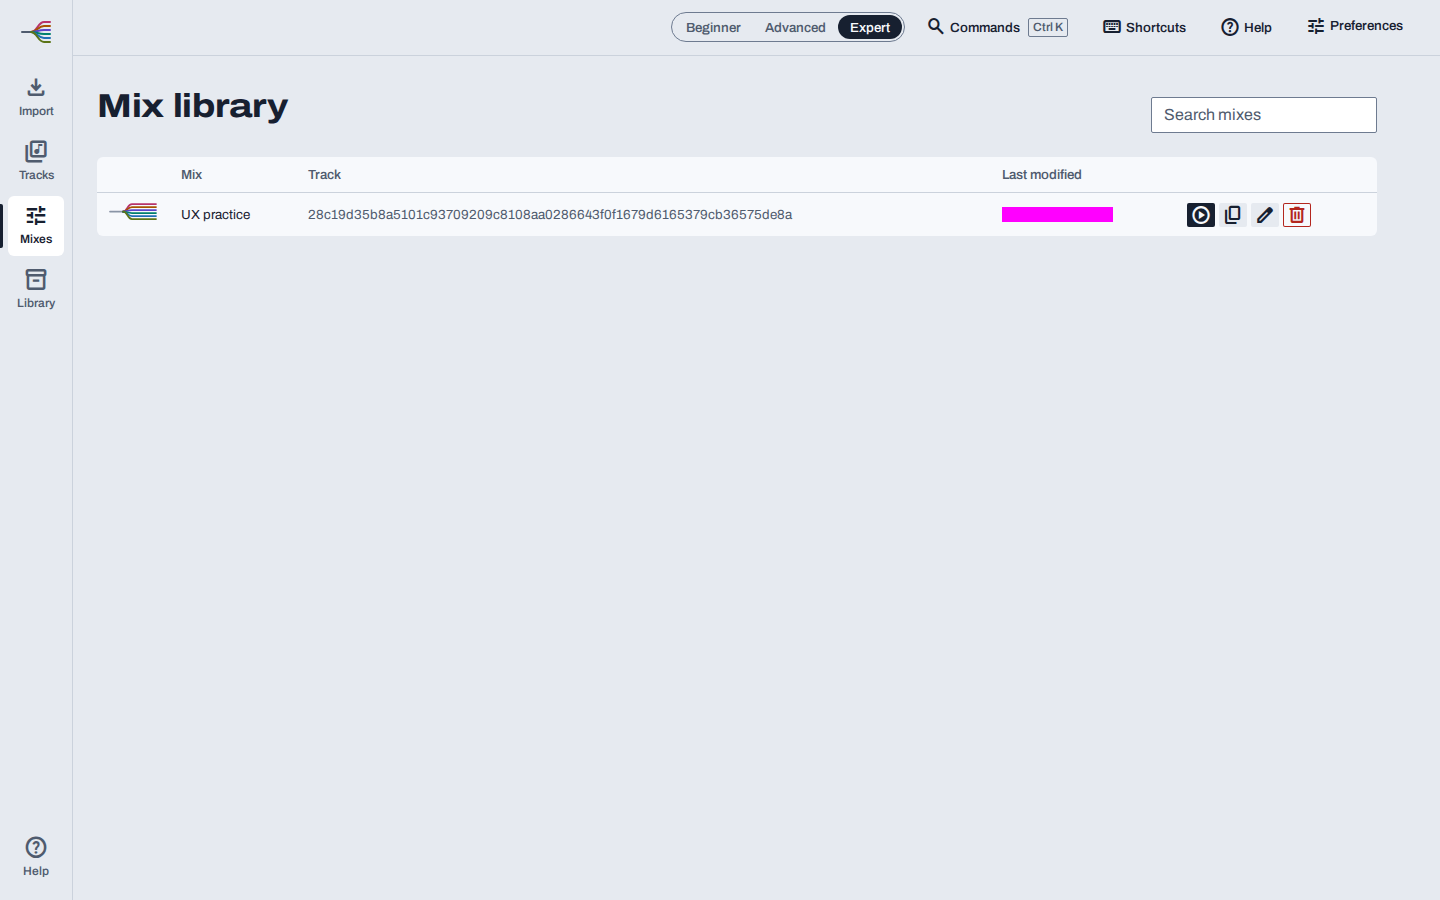 Beginner Advanced Expert Commands Ctrl K Shortcuts Help Preferences
Import
Tracks
Mixes
Library
Help
Mix library
Search mixes
Mix Track Last modified
UX practice 28c19d35b8a5101c93709209c8108aa0286643f0f1679d6165379cb36575de8a